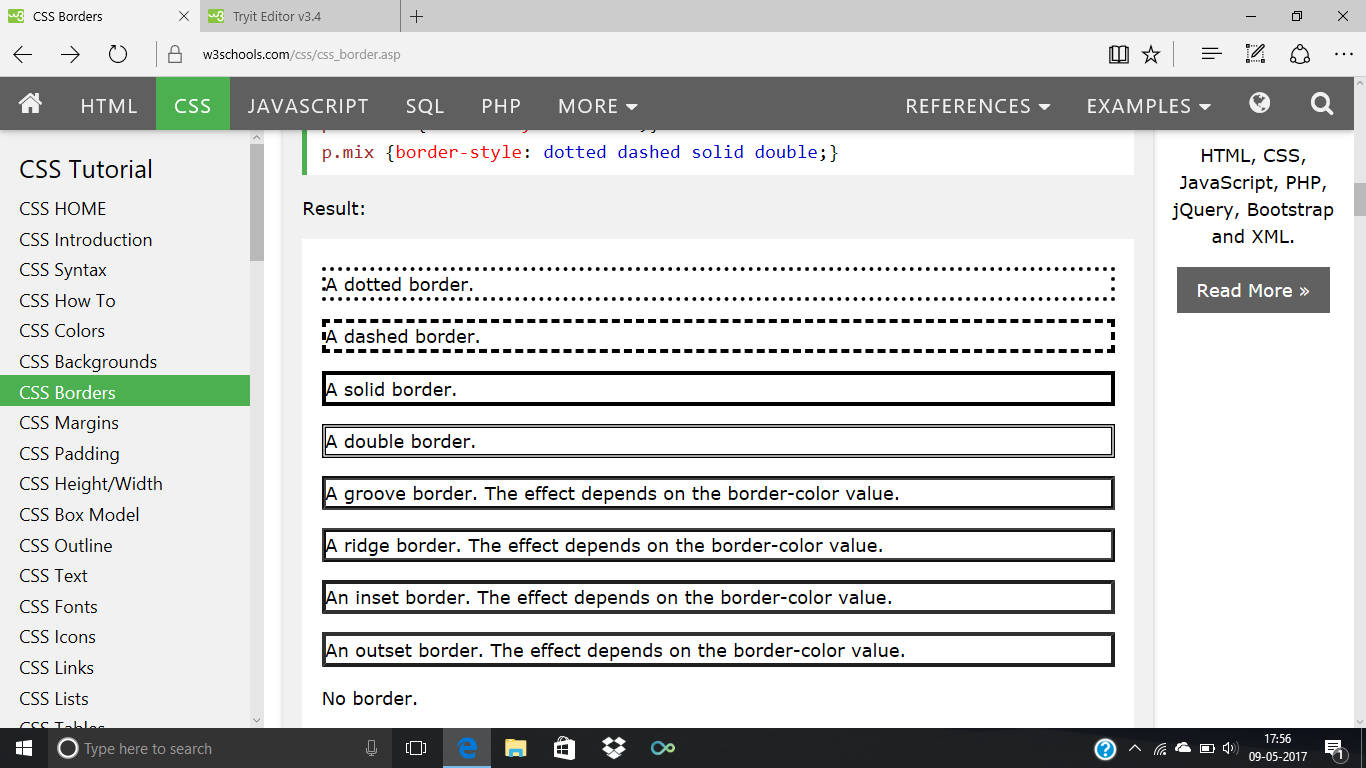 CSS Borders
Tryit Editor v3.4
w3schools.com/css/css_border.asp
HTML CSS JAVASCRIPT SQL PHP MORE REFERENCES EXAMPLES
CSS Tutorial
CSS HOME
CSS Introduction
CSS Syntax
CSS How To
CSS Colors
CSS Backgrounds
CSS Borders
CSS Margins
CSS Padding
CSS Height/Width
CSS Box Model
CSS Outline
CSS Text
CSS Fonts
CSS Icons
CSS Links
CSS Lists
CSS Tables
p.mix {border-style: dotted dashed solid double;}
Result:
A dotted border.
A dashed border.
A solid border.
A double border.
A groove border. The effect depends on the border-color value.
A ridge border. The effect depends on the border-color value.
An inset border. The effect depends on the border-color value.
An outset border. The effect depends on the border-color value.
No border.
HTML, CSS,
JavaScript, PHP,
jQuery, Bootstrap
and XML.
Read More »
Type here to search
17:56
09-05-2017
1